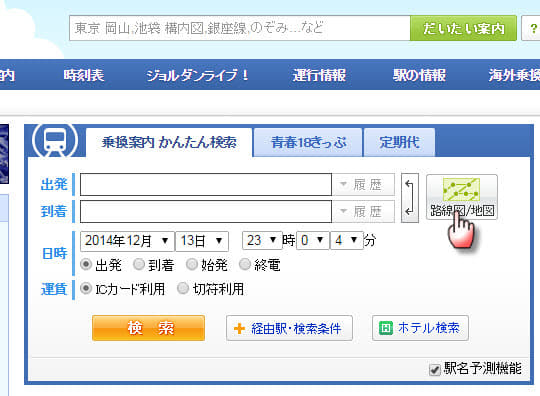 東京 岡山,池袋 構内図,銀座線,のぞみ…など だいたい案内 ?
内 時刻表 ジョルダンライブ! 運行情報 駅の情報 海外乗換
乗換案内 かんたん検索 青春18きっぷ 定期代
出発 履歴
到着 履歴 路線図/地図
日時 2014年12月 13日 23 時 0 4 分
出発 到着 始発 終電
運賃 ICカード利用 切符利用
検索 経由駅・検索条件 H ホテル検索
駅名予測機能